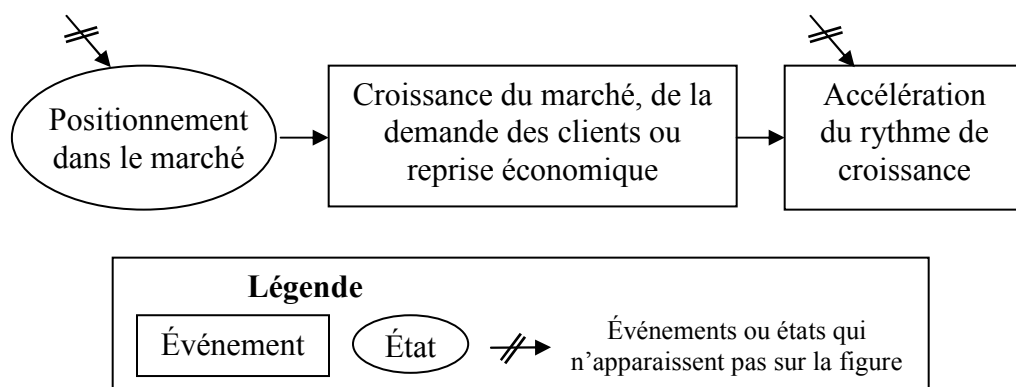 Positionnement
dans le marché
Croissance du marché, de la
demande des clients ou
reprise économique
Accélération
du rythme de
croissance
Légende
Événement
État
Événements ou états qui
n'apparaissent pas sur la figure